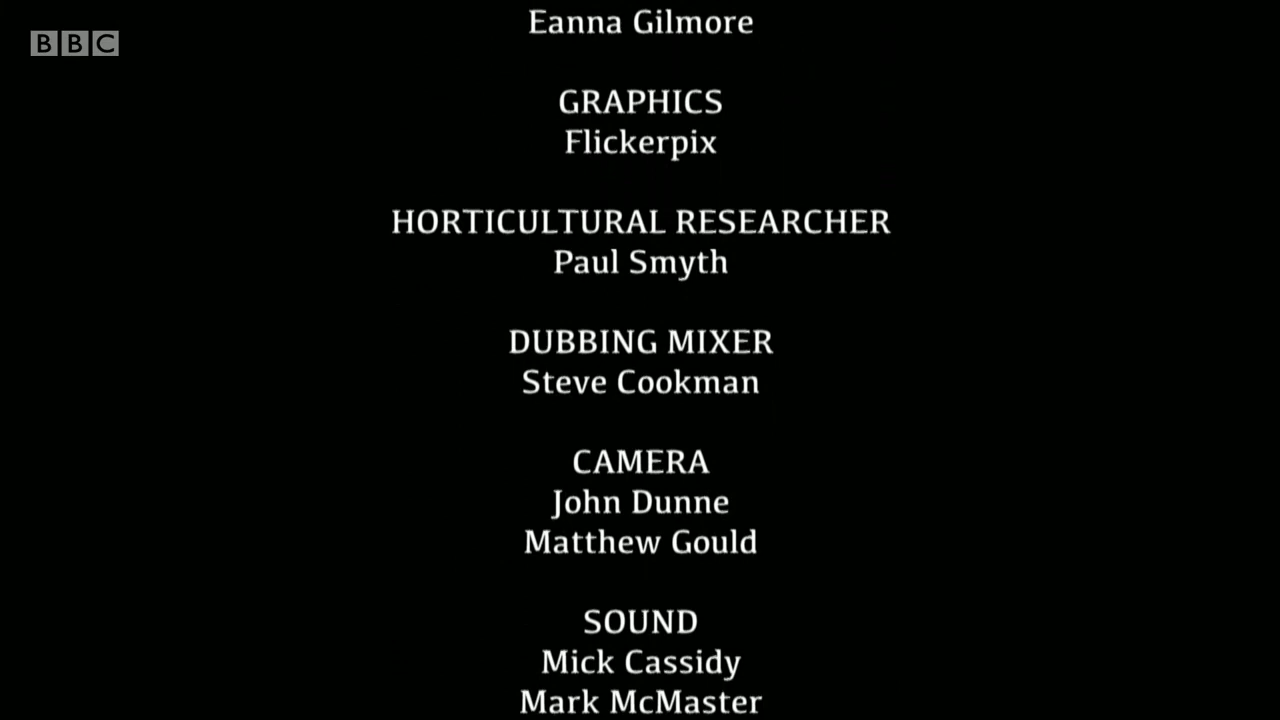 BBC
Eanna Gilmore
GRAPHICS
Flickerpix
HORTICULTURAL RESEARCHER
Paul Smyth
DUBBING MIXER
Steve Cookman
CAMERA
John Dunne
Matthew Gould
SOUND
Mick Cassidy
Mark McMaster